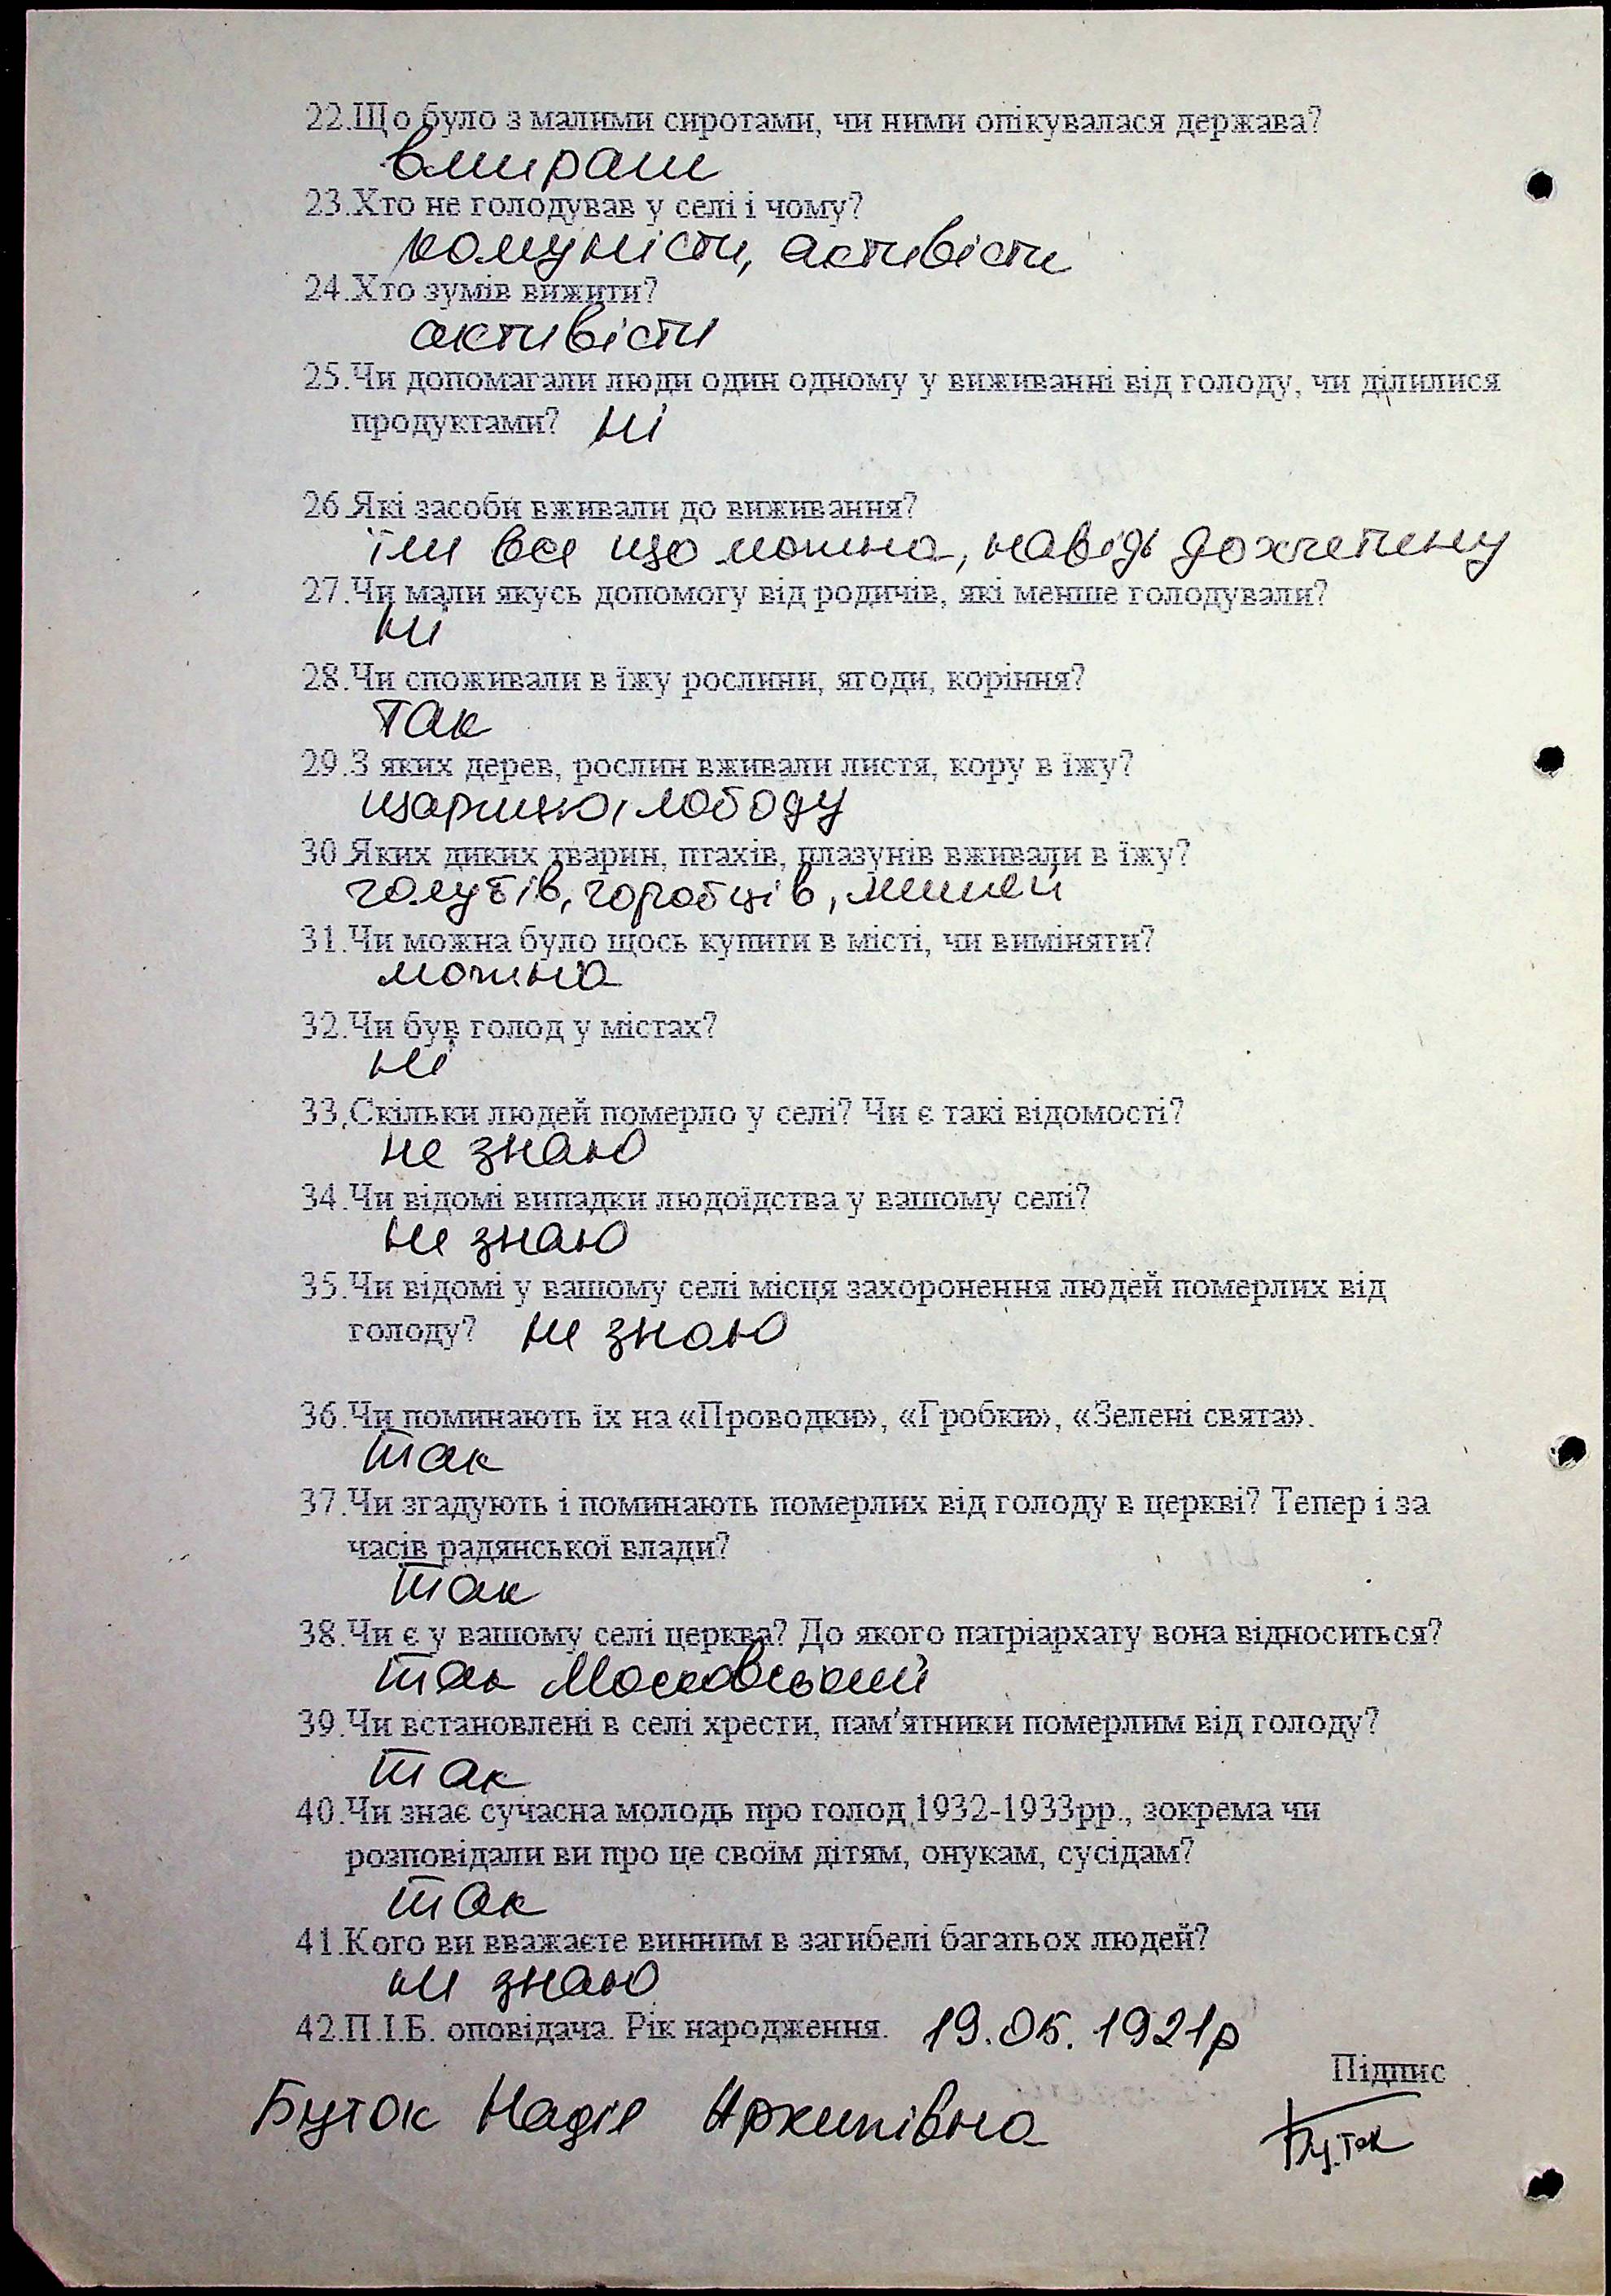 22.Що було з малими сиротами, чи ними опікувалася держава?
вмирали
23.Хто не голодував у селі і чому?
комуністи, активісти
24.Хто зумів вижити?
активісти
25.Чи допомагали люди один одному у виживанні від голоду, чи ділилися
продуктами? ні
26.Які засоби вживали до виживання?
їли все що можна, навідь дохлетину
27.Чи мали якусь допомогу від родичів, які менше голодували?
ні
28.Чи споживали в їжу рослини, ягоди, коріння?
так
29.З яких дерев, рослин вживали листя, кору в їжу?
щарицю, лободу
30.Яких диких тварин, птахів, плазунів вживали в їжу?
голубів, горобців, мишей
31.Чи можна було щось купити в місті, чи виміняти?
можна
32.Чи був голод у містах?
ні
33,Скільки людей померло у селі? Чи є такі відомості?
не знаю
34.Чи відомі випадки людоїдства у вашому селі?
не знаю
35.Чи відомі у вашому селі місця захоронення людей померлих від
голоду? не знаю
36.Чи поминають їх на «Проводки», «Гробки», «Зелені свята».
так
37.Чи згадують і поминають померлих від голоду в церкві? Тепер і за
часів радянської влади?
так
38.Чи є у вашому селі церква? До якого патріархату вона відноситься?
так Московський
39.Чи встановлені в селі хрести, пам'ятники померлим від голоду?
так
40.Чи знає сучасна молодь про голод 1932-1933рр., зокрема чи
розповідали ви про це своїм дітям, онукам, сусідам?
так
41.Кого ви вважаєте винним в загибелі багатьох людей?
не знаю
42.П.І.Б. оповідача. Рік народження. 19.05.1921р
Підпис
Буток Надія Архипівна
Буток